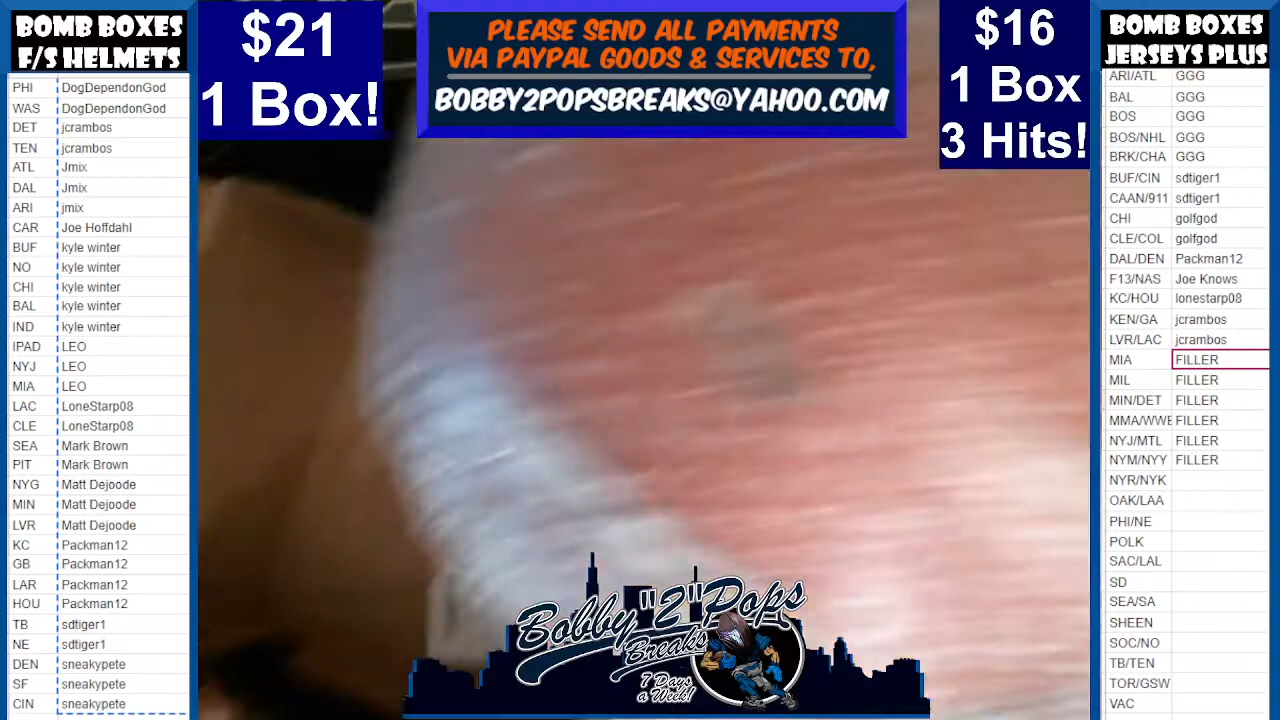 BOMB BOXES
F/S HELMETS
PHI DogDependonGod
WAS DogDependonGod
DET jcrambos
TEN jcrambos
ATL Jmix
DAL Jmix
ARI jmix
CAR Joe Hoffdahl
BUF kyle winter
NO kyle winter
CHI kyle winter
BAL kyle winter
IND kyle winter
IPAD LEO
NYJ LEO
MIA LEO
LAC LoneStarp08
CLE LoneStarp08
SEA Mark Brown
PIT Mark Brown
NYG Matt Dejoode
MIN Matt Dejoode
LVR Matt Dejoode
KC Packman12
GB Packman12
LAR Packman12
HOU Packman12
TB sdtiger1
NE sdtiger1
DEN sneakypete
SF sneakypete
CIN sneakypete
$21
1 Box!
PLEASE SEND ALL PAYMENTS
VIA PAYPAL GOODS & SERVICES TO,
BOBBY2POPSBREAKS@YAHOO.COM
$16
1 Box
3 Hits!
BOMB BOXES
JERSEYS PLUS
ARI/ATL GGG
BAL GGG
BOS GGG
BOS/NHL GGG
BRK/CHA GGG
BUF/CIN sdtiger1
CAAN/911 sdtiger1
CHI golfgod
CLE/COL golfgod
DAL/DEN Packman12
F13/NAS Joe Knows
KC/HOU lonestarp08
KEN/GA jcrambos
LVR/LAC jcrambos
MIA FILLER
MIL FILLER
MIN/DET FILLER
MMA/WWE FILLER
NYJ/MTL FILLER
NYM/NYY FILLER
NYR/NYK
OAK/LAA
PHI/NE
POLK
SAC/LAL
SD
SEA/SA
SHEEN
SOC/NO
TB/TEN
TOR/GSW
VAC
Bobby "2" Pops
Breaks
7 Days
a Week!